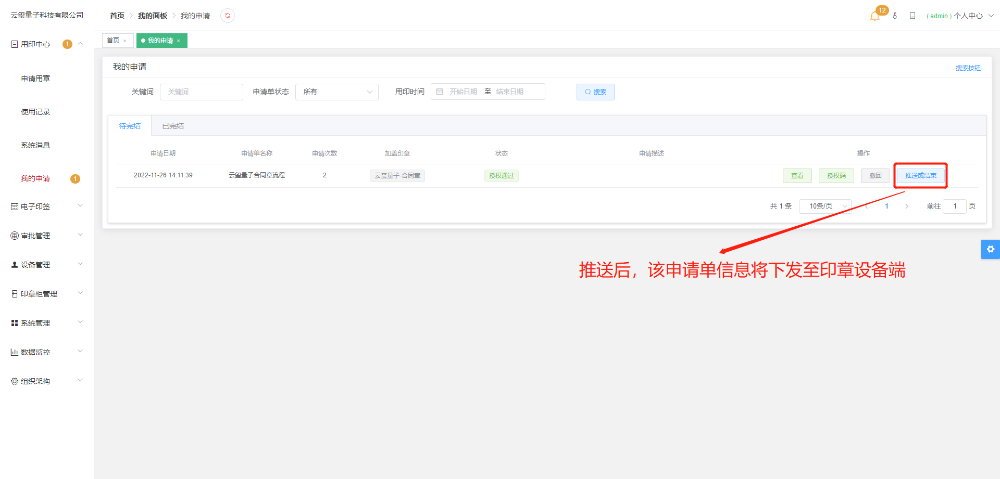 云玺量子科技有限公司
首页 > 我的面板 > 我的申请
12
( admin ) 个人中心
首页 ×
我的申请 ×
用印中心 1
申请用章
使用记录
系统消息
我的申请 1
电子印签
审批管理
设备管理
印章柜管理
系统管理
数据监控
组织架构
我的申请
搜索按钮
关键词 关键词 申请单状态 所有 用印时间 开始日期 至 结束日期 搜索
待完结 已完结
申请日期 申请单名称 申请次数 加盖印章 状态 申请描述 操作
2022-11-26 14:11:39 云玺量子合同章流程 2 云玺量子-合同章 授权通过 查看 授权码 撤回 推送或结束
共 1 条 10条/页 1 前往 1 页
推送后，该申请单信息将下发至印章设备端